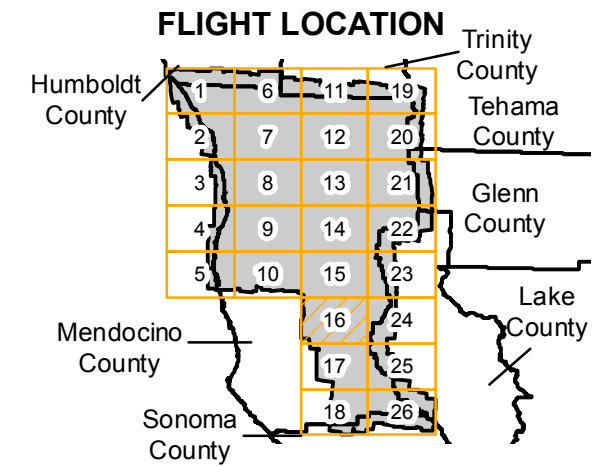 FLIGHT LOCATION
Trinity
County
Humboldt
County
Tehama
County
Glenn
County
Lake
County
Mendocino
County
Sonoma
County
1 6 11 19
2 7 12 20
3 8 13 21
4 9 14 22
5 10 15 23
16 24
17 25
18 26